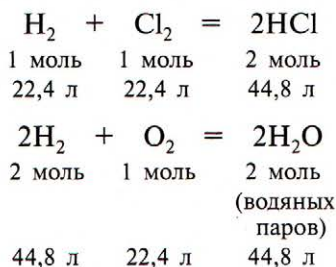 H₂ + Cl₂ = 2HCl
1 моль 1 моль 2 моль
22,4 л 22,4 л 44,8 л
2H₂ + O₂ = 2H₂O
2 моль 1 моль 2 моль
(водяных
паров)
44,8 л 22,4 л 44,8 л